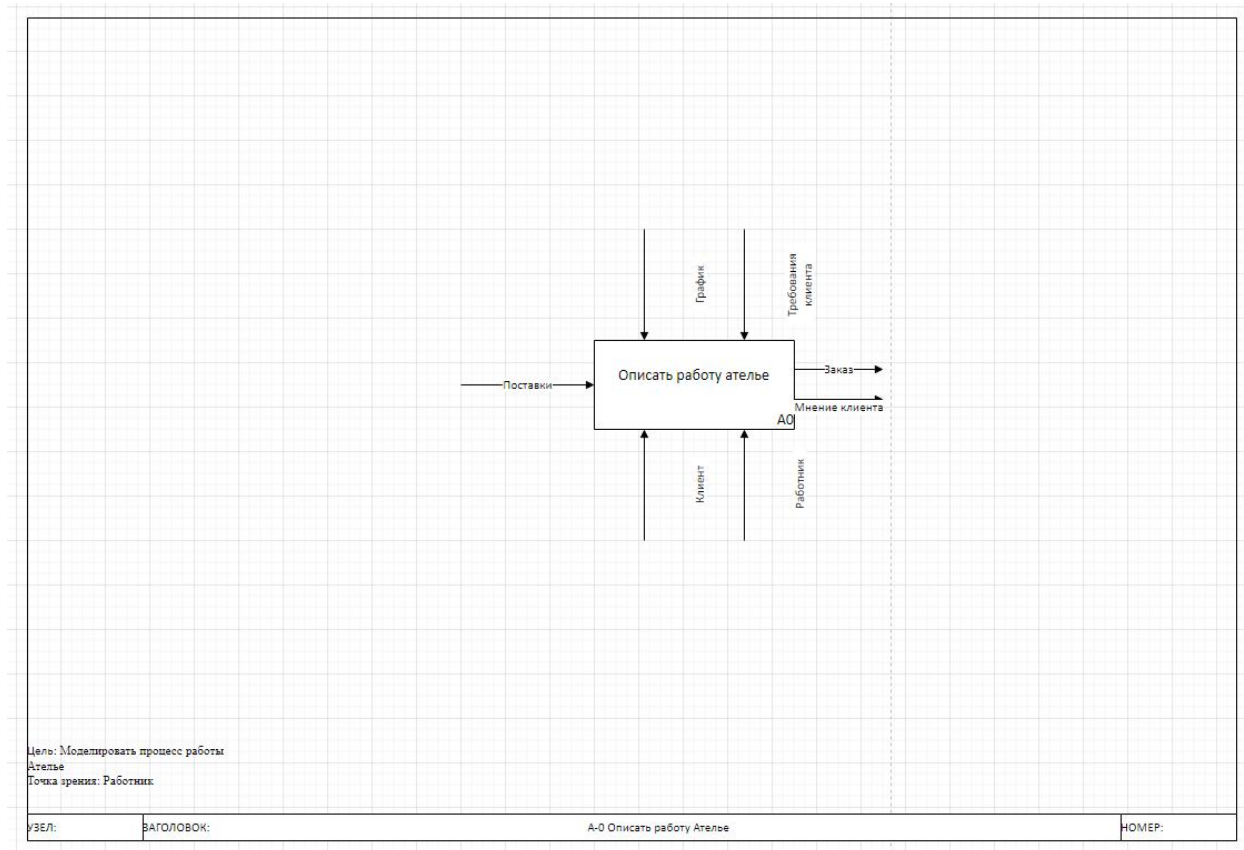 График
Требования
клиента
Описать работу ателье
Заказ
Поставки
Мнение клиента
A0
Клиент
Работник
Цель: Моделировать процесс работы
Ателье
Точка зрения: Работник
УЗЕЛ:
ЗАГОЛОВОК:
А-0 Описать работу Ателье
НОМЕР: